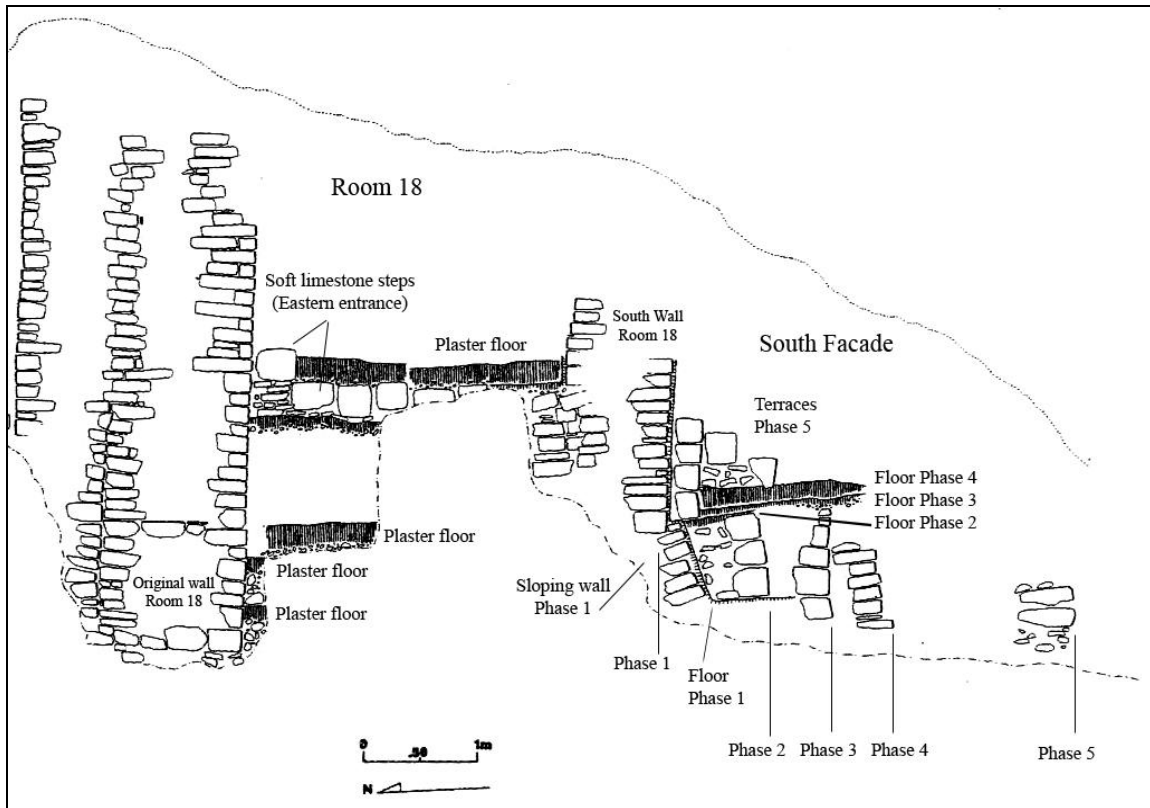 Room 18
Soft limestone steps
(Eastern entrance)
Plaster floor
South Wall
Room 18
South Facade
Terraces
Phase 5
Floor Phase 4
Floor Phase 3
Floor Phase 2
Plaster floor
Plaster floor
Original wall
Room 18
Plaster floor
Sloping wall
Phase 1
Phase 1
Floor
Phase 1
Phase 2
Phase 3
Phase 4
Phase 5
0
.50
1m
N